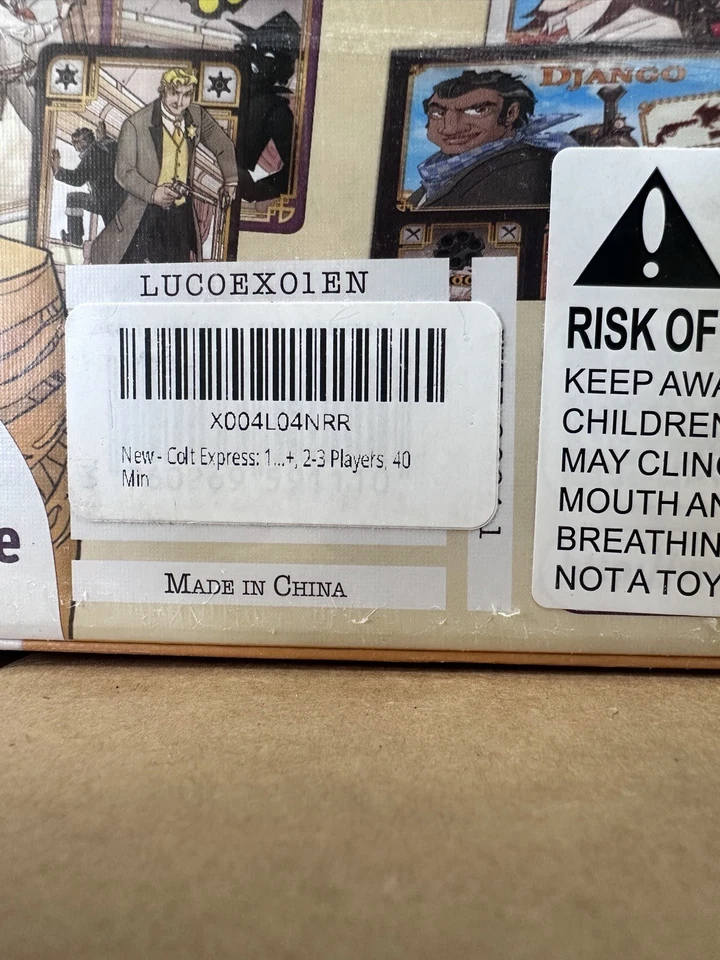 DJANGO
LUCOEX01EN
X004L04NRR
New - Colt Express: 1...+, 2-3 Players, 40
Min
MADE IN CHINA
e
RISK OF
KEEP AWA
CHILDREN
MAY CLING
MOUTH AN
BREATHIN
NOT A TOY